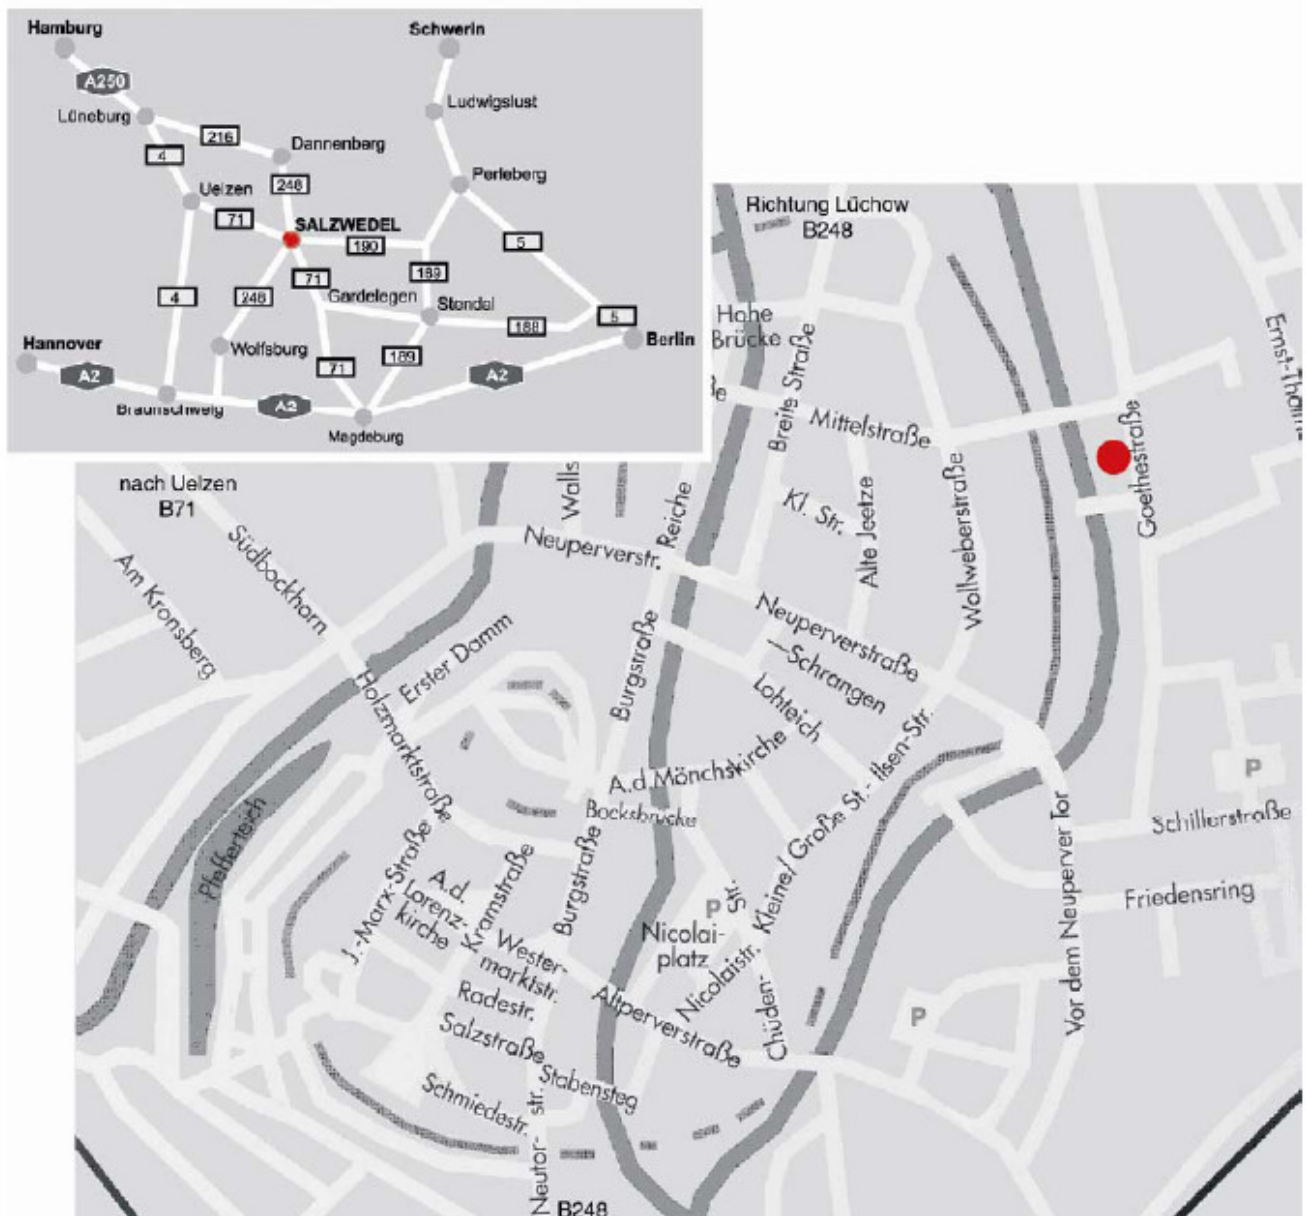 Hamburg
Schwerin
A250
Ludwigslust
Lüneburg
216
Dannenberg
4
Perleberg
248
Uelzen
71
SALZWEDEL
190
5
189
71
4
248
Gardelegen
Stendal
188
5
Hannover
Wolfsburg
Berlin
189
71
A2
A2
Braunschweig
A2
Magdeburg
Richtung Lüchow
B248
Hohe
Brücke
Breite Straße
Mittelstraße
Goethestraße
nach Uelzen
B71
Südbockhorn
Am Kronsberg
Walls
Reiche
Neuperverstr.
Kl. Str.
Alte Jeetze
Wollweberstraße
Neuperverstraße
Schrangen
Lohteich
Burgstraße
Erster Damm
Holzmarktstraße
A.d.Mönchskirche
Bocksbrücke
Kleine/ Große St.-Ilsen-Str.
P
Schillerstraße
Friedensring
Vor dem Neuperver Tor
Pfefferteich
J.-Marx-Straße
A.d.
Lorenz-
kirche
Kramstraße
Burgstraße
Wester-
marktstr.
P
Nicolai-
platz
Nicolaistr.
Chüden-
Str.
P
Radestr.
Salzstraße
Altperverstraße
Stabensteg
Schmiedestr.
Neutor-
str.
B248